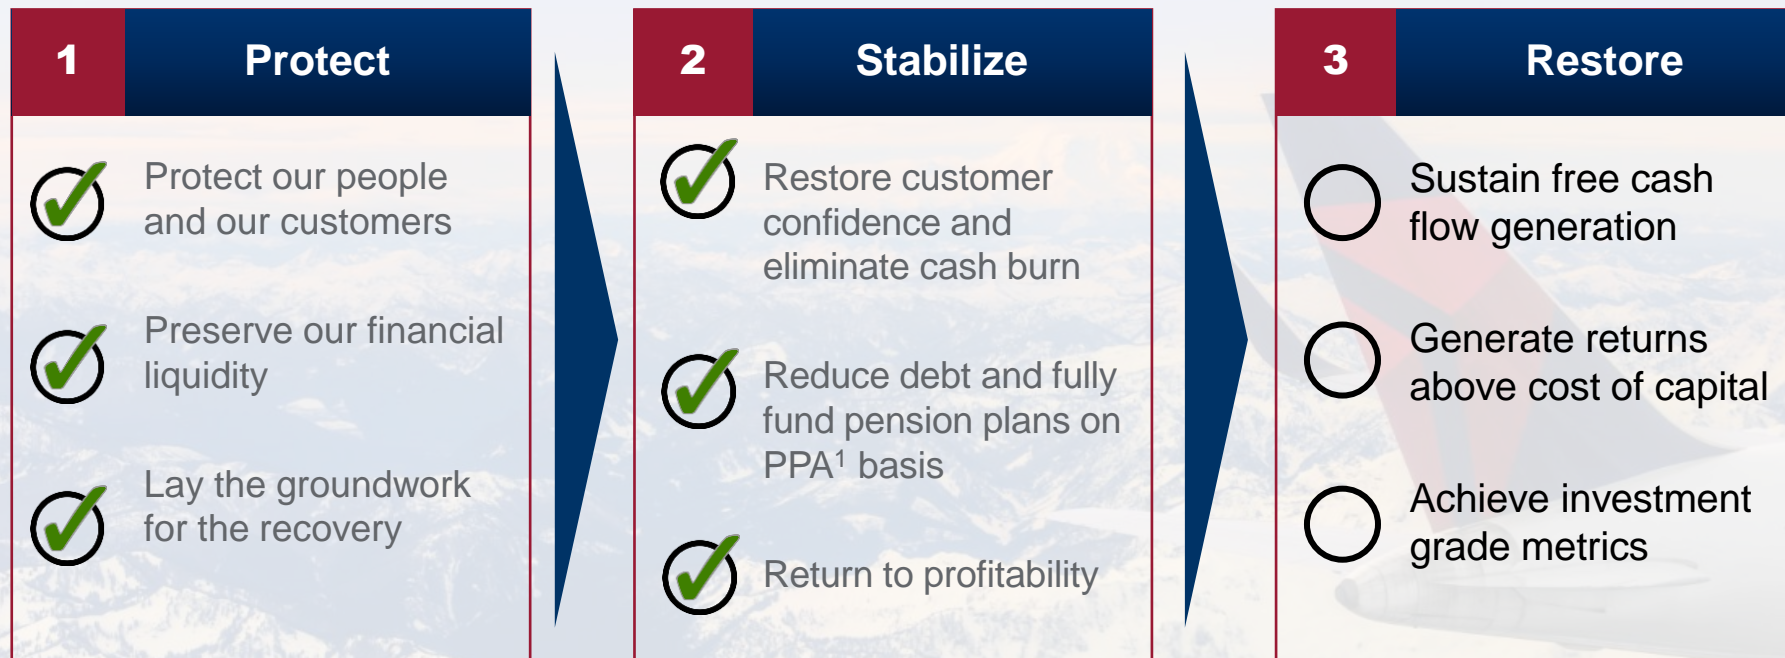 1
Protect
Protect our people
and our customers
Preserve our financial
liquidity
Lay the groundwork
for the recovery
2
Stabilize
Restore customer
confidence and
eliminate cash burn
Reduce debt and fully
fund pension plans on
PPA¹ basis
Return to profitability
3
Restore
Sustain free cash
flow generation
Generate returns
above cost of capital
Achieve investment
grade metrics